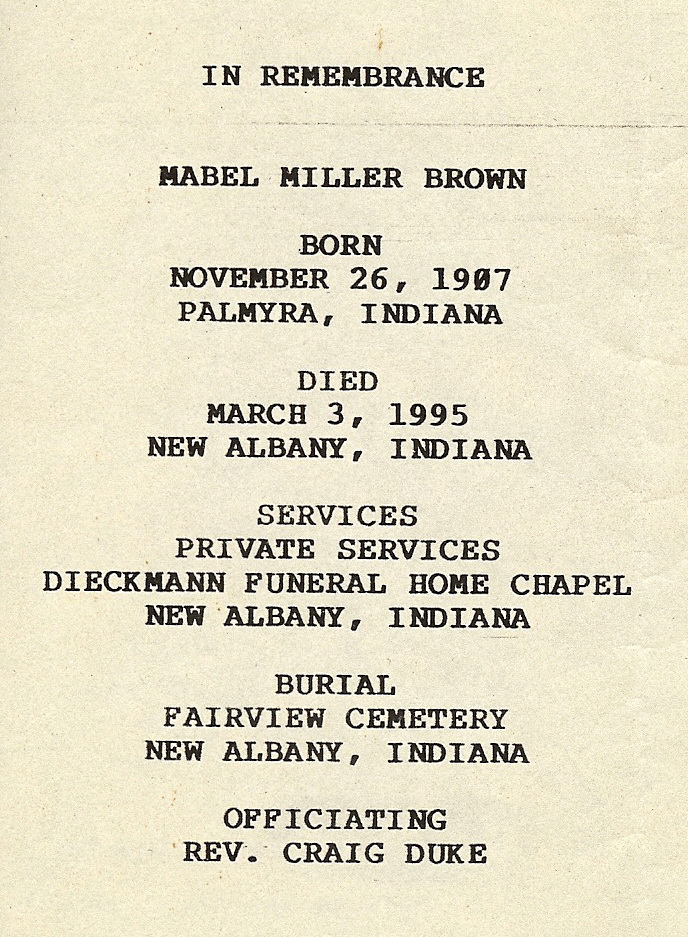 IN REMEMBRANCE
MABEL MILLER BROWN
BORN
NOVEMBER 26, 1907
PALMYRA, INDIANA
DIED
MARCH 3, 1995
NEW ALBANY, INDIANA
SERVICES
PRIVATE SERVICES
DIECKMANN FUNERAL HOME CHAPEL
NEW ALBANY, INDIANA
BURIAL
FAIRVIEW CEMETERY
NEW ALBANY, INDIANA
OFFICIATING
REV. CRAIG DUKE